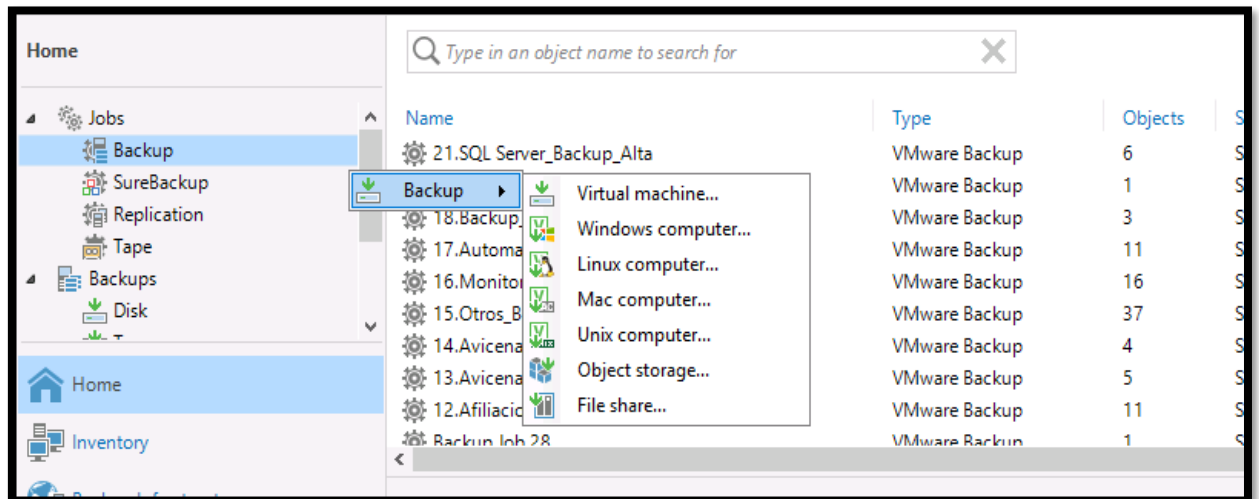 Home
Type in an object name to search for
Jobs
Backup
SureBackup
Replication
Tape
Backups
Disk
Home
Inventory
Name Type Objects S
21.SQL Server_Backup_Alta VMware Backup 6 S
VMware Backup 1 S
18.Backup_ VMware Backup 3 S
17.Automa VMware Backup 11 S
16.Monito VMware Backup 16 S
15.Otros_B VMware Backup 37 S
14.Avicena VMware Backup 4 S
13.Avicena VMware Backup 5 S
12.Afiliacio VMware Backup 11 S
Backup Job 28 VMware Backup 1 S
Backup
Virtual machine...
Windows computer...
Linux computer...
Mac computer...
Unix computer...
Object storage...
File share...